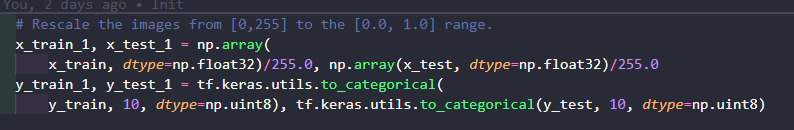 You, 2 days ago • Init
# Rescale the images from [0,255] to the [0.0, 1.0] range.
x_train_1, x_test_1 = np.array(
    x_train, dtype=np.float32)/255.0, np.array(x_test, dtype=np.float32)/255.0
y_train_1, y_test_1 = tf.keras.utils.to_categorical(
    y_train, 10, dtype=np.uint8), tf.keras.utils.to_categorical(y_test, 10, dtype=np.uint8)